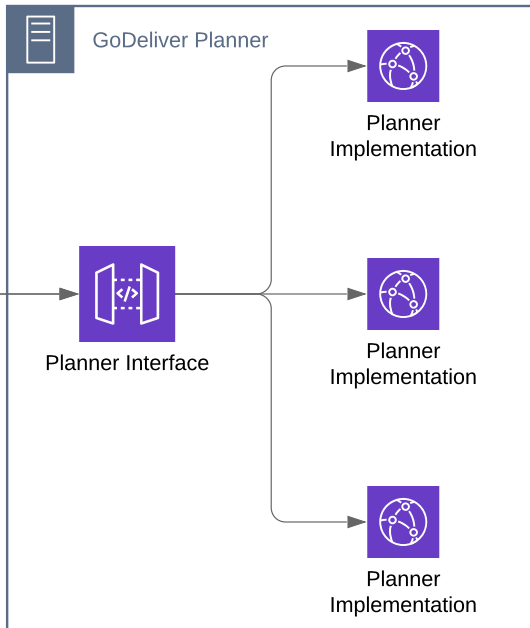 GoDeliver Planner
Planner
Implementation
Planner Interface
Planner
Implementation
Planner
Implementation